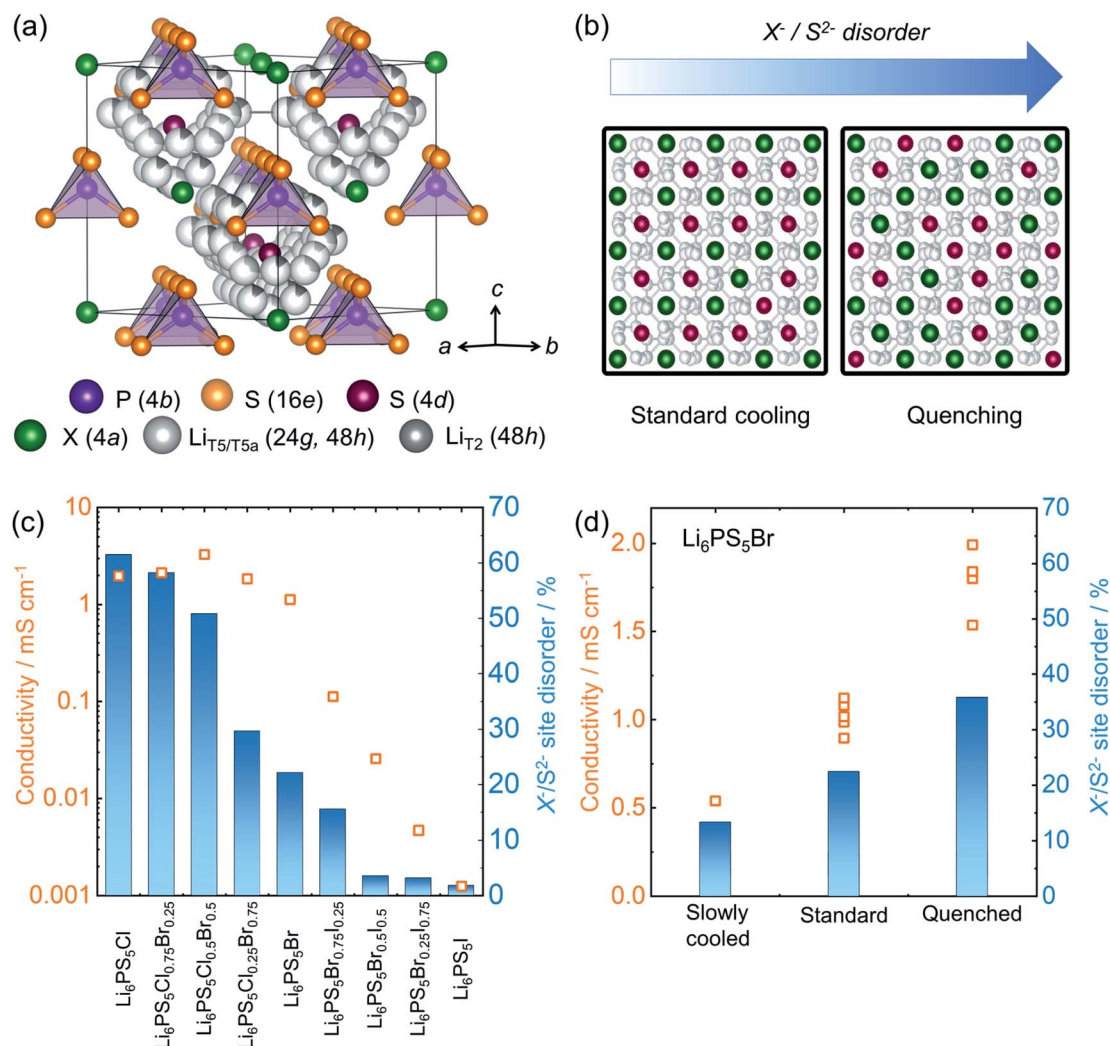 (a)
c
a
b
P (4b) S (16e) S (4d)
X (4a) Li_T5/T5a (24g, 48h) Li_T2 (48h)
(b)
X⁻ / S²⁻ disorder
Standard cooling
Quenching
(c)
Conductivity / mS cm⁻¹
10
1
0.1
0.01
0.001
70
60
50
40
30
20
10
0
X⁻/S²⁻ site disorder / %
Li₆PS₅Cl
Li₆PS₅Cl₀.₇₅Br₀.₂₅
Li₆PS₅Cl₀.₅Br₀.₅
Li₆PS₅Cl₀.₂₅Br₀.₇₅
Li₆PS₅Br
Li₆PS₅Br₀.₇₅I₀.₂₅
Li₆PS₅Br₀.₅I₀.₅
Li₆PS₅Br₀.₂₅I₀.₇₅
Li₆PS₅I
(d)
Li₆PS₅Br
Conductivity / mS cm⁻¹
2.0
1.5
1.0
0.5
0.0
70
60
50
40
30
20
10
0
X⁻/S²⁻ site disorder / %
Slowly
cooled
Standard
Quenched